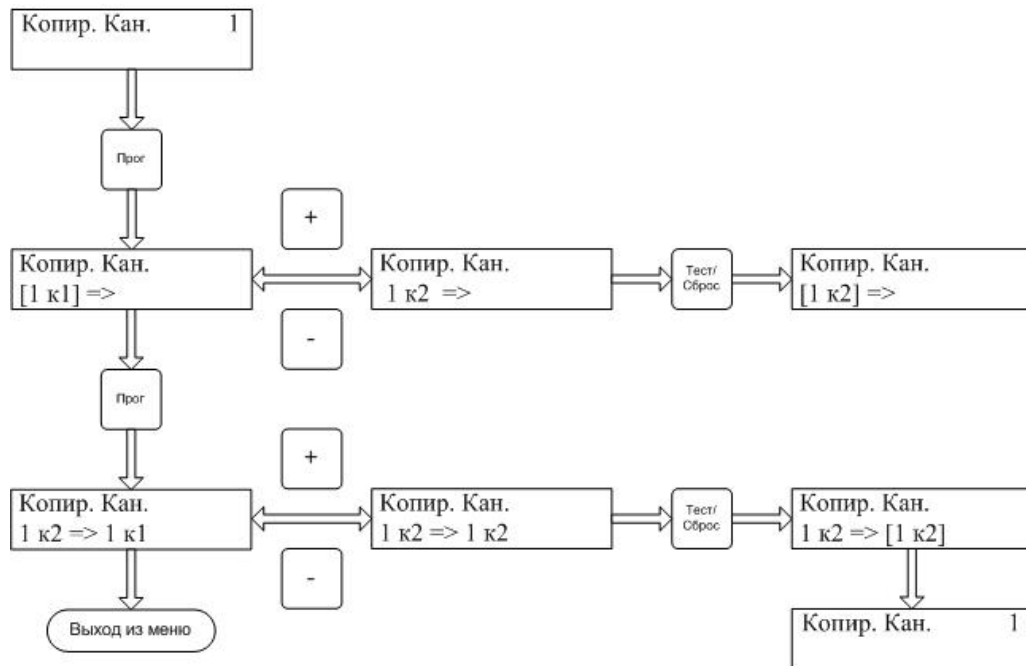 Копир. Кан. 1
Прог
+
Копир. Кан.
[1 к1] =>
Копир. Кан.
1 к2 =>
Тест/
Сброс
Копир. Кан.
[1 к2] =>
-
Прог
+
Копир. Кан.
1 к2 => 1 к1
Копир. Кан.
1 к2 => 1 к2
Тест/
Сброс
Копир. Кан.
1 к2 => [1 к2]
-
Выход из меню
Копир. Кан. 1